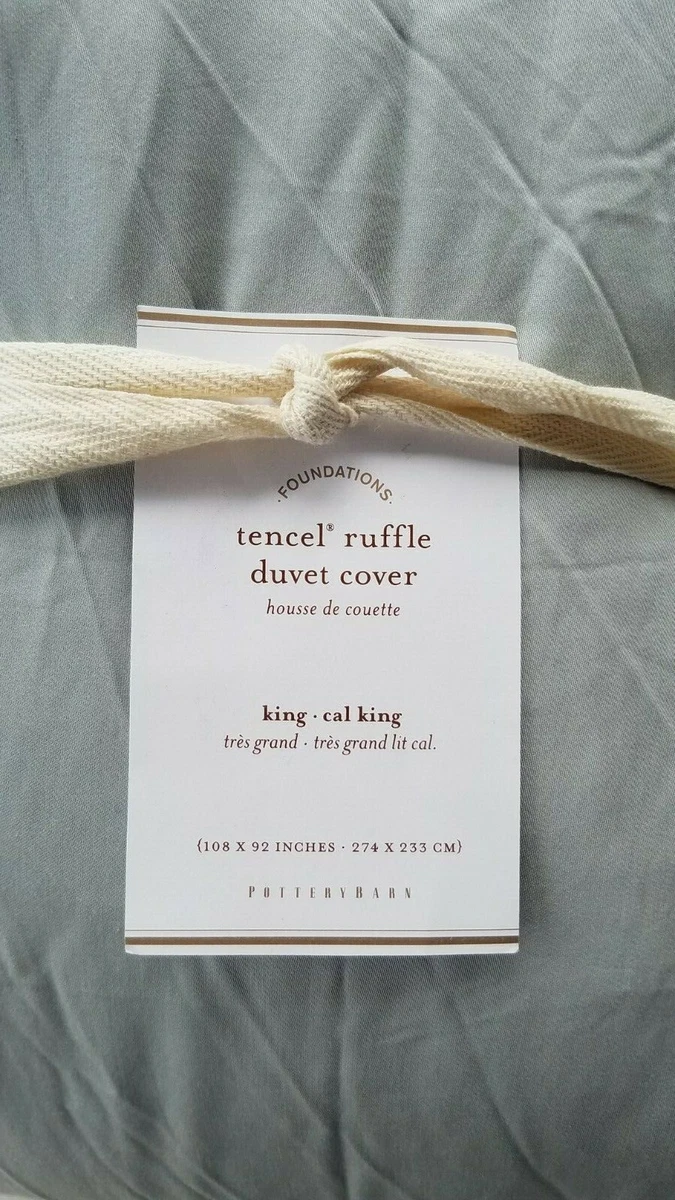 ·FOUNDATIONS·
tencel® ruffle
duvet cover
housse de couette
king · cal king
très grand · très grand lit cal.
{108 X 92 INCHES · 274 X 233 CM}
POTTERYBARN